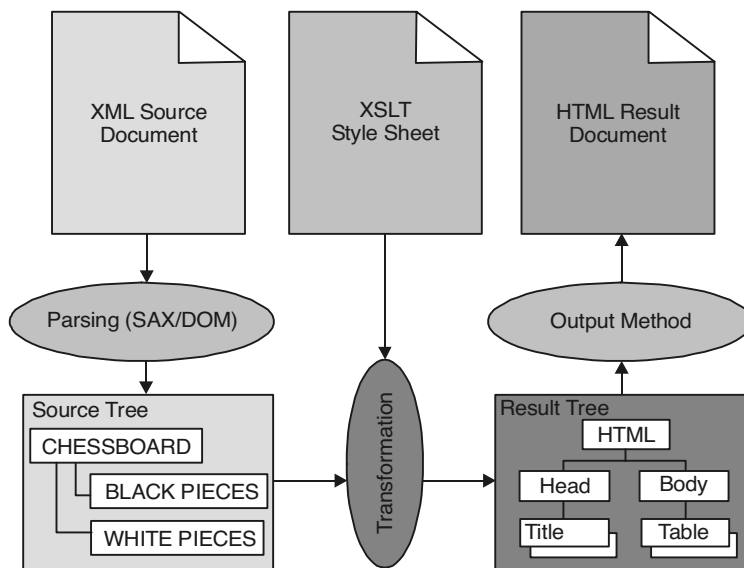 XML Source
Document
XSLT
Style Sheet
HTML Result
Document
Parsing (SAX/DOM)
Output Method
Transformation
Source Tree
CHESSBOARD
BLACK PIECES
WHITE PIECES
Result Tree
HTML
Head
Body
Title
Table